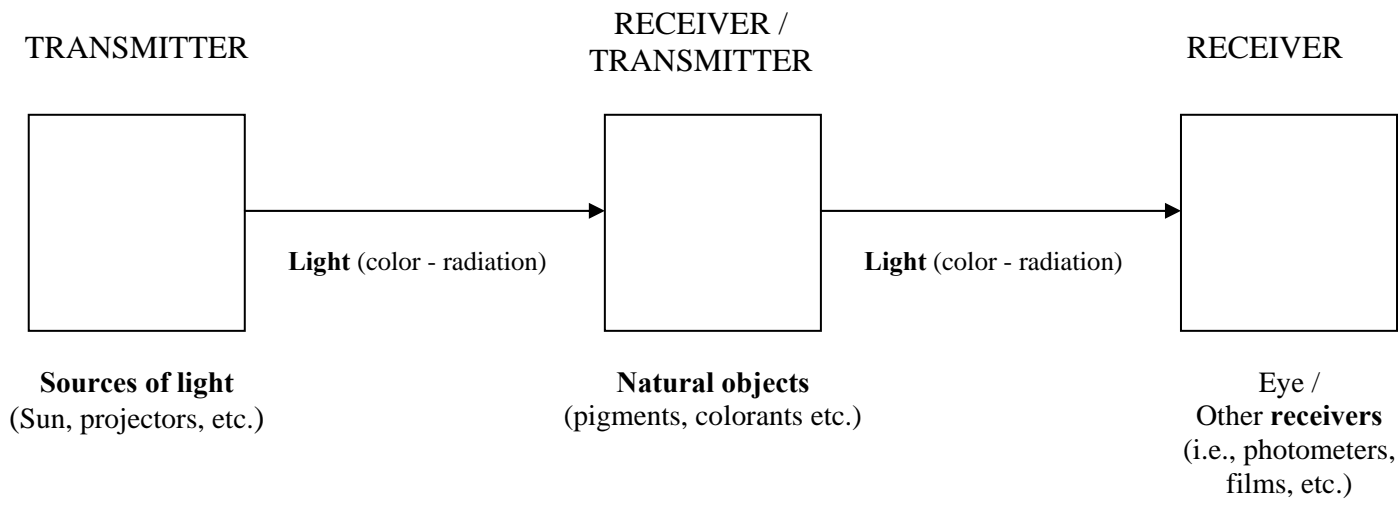 TRANSMITTER
RECEIVER /
TRANSMITTER
RECEIVER
Light (color - radiation)
Light (color - radiation)
Sources of light
(Sun, projectors, etc.)
Natural objects
(pigments, colorants etc.)
Eye /
Other receivers
(i.e., photometers,
films, etc.)